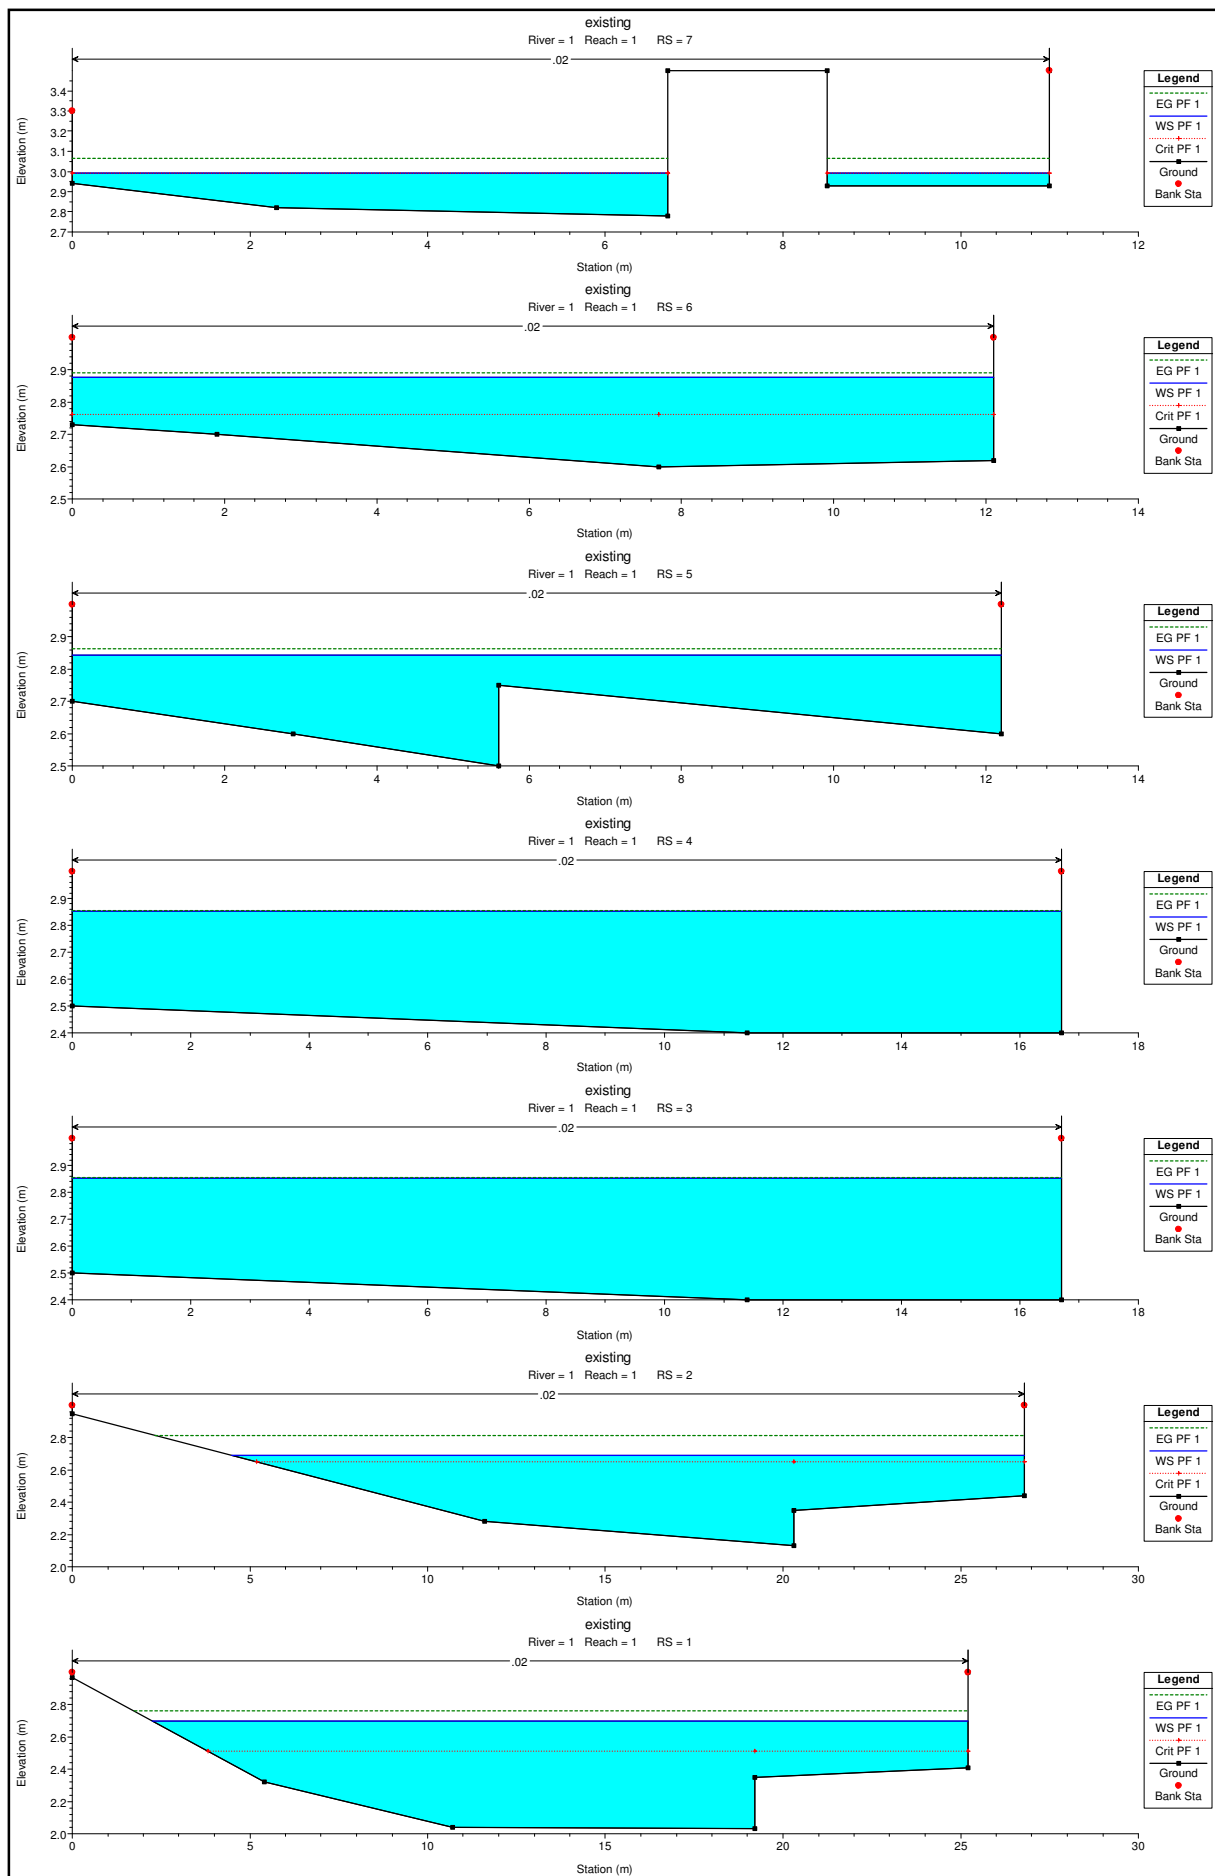 existing
River = 1   Reach = 1      RS = 7
.02
3.4
3.3
3.2
3.1
3.0
2.9
2.8
2.7
Elevation (m)
0 2 4 6 8 10 12
Station (m)
Legend
EG PF 1
WS PF 1
Crit PF 1
Ground
Bank Sta
existing
River = 1   Reach = 1      RS = 6
.02
2.9
2.8
2.7
2.6
2.5
Elevation (m)
0 2 4 6 8 10 12 14
Station (m)
Legend
EG PF 1
WS PF 1
Crit PF 1
Ground
Bank Sta
existing
River = 1   Reach = 1      RS = 5
.02
2.9
2.8
2.7
2.6
2.5
Elevation (m)
0 2 4 6 8 10 12 14
Station (m)
Legend
EG PF 1
WS PF 1
Ground
Bank Sta
existing
River = 1   Reach = 1      RS = 4
.02
2.9
2.8
2.7
2.6
2.5
2.4
Elevation (m)
0 2 4 6 8 10 12 14 16 18
Station (m)
Legend
EG PF 1
WS PF 1
Ground
Bank Sta
existing
River = 1   Reach = 1      RS = 3
.02
2.9
2.8
2.7
2.6
2.5
2.4
Elevation (m)
0 2 4 6 8 10 12 14 16 18
Station (m)
Legend
EG PF 1
WS PF 1
Ground
Bank Sta
existing
River = 1   Reach = 1      RS = 2
.02
2.8
2.6
2.4
2.2
2.0
Elevation (m)
0 5 10 15 20 25 30
Station (m)
Legend
EG PF 1
WS PF 1
Crit PF 1
Ground
Bank Sta
existing
River = 1   Reach = 1      RS = 1
.02
2.8
2.6
2.4
2.2
2.0
Elevation (m)
0 5 10 15 20 25 30
Station (m)
Legend
EG PF 1
WS PF 1
Crit PF 1
Ground
Bank Sta